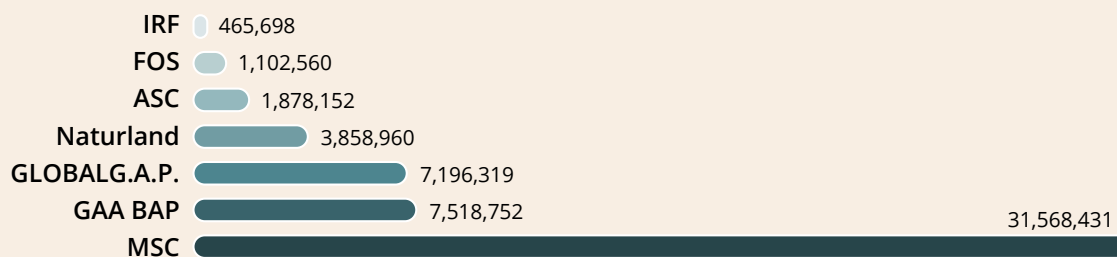 IRF 465,698
FOS 1,102,560
ASC 1,878,152
Naturland 3,858,960
GLOBALG.A.P. 7,196,319
GAA BAP 7,518,752
31,568,431
MSC